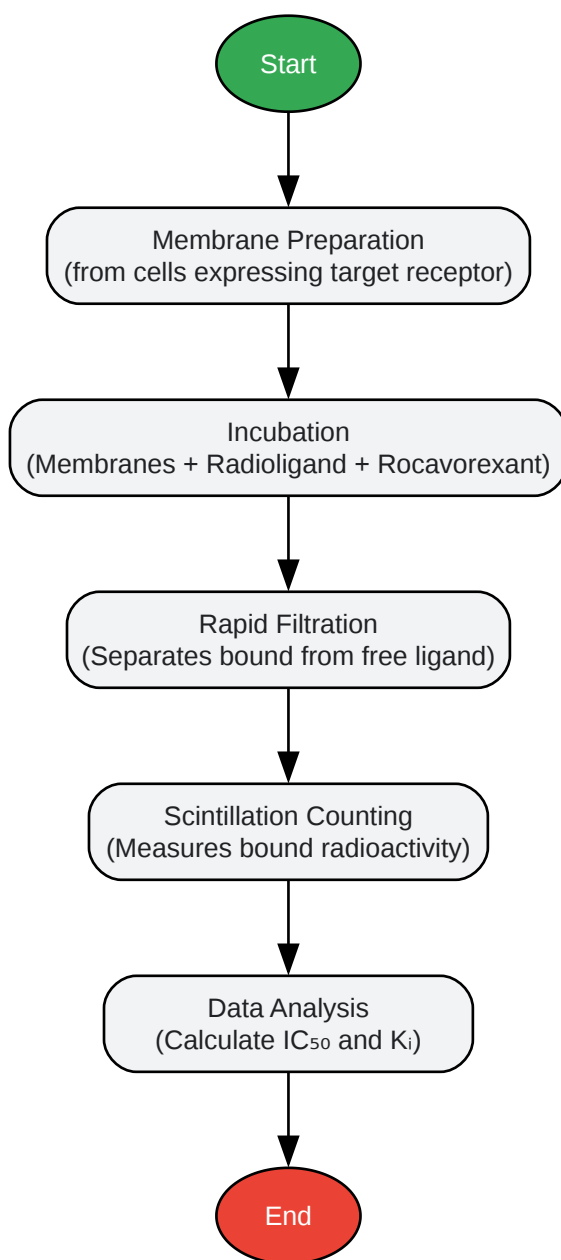 Start
Membrane Preparation
(from cells expressing target receptor)
Incubation
(Membranes + Radioligand + Rocavorexant)
Rapid Filtration
(Separates bound from free ligand)
Scintillation Counting
(Measures bound radioactivity)
Data Analysis
(Calculate IC₅₀ and Kᵢ)
End